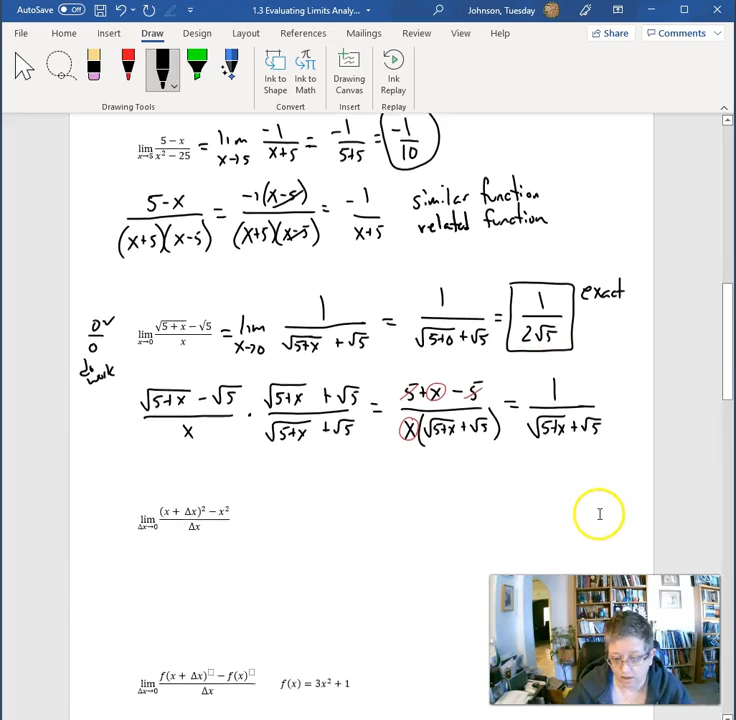 AutoSave Off 1.3 Evaluating Limits Analy... Johnson, Tuesday
File Home Insert Draw Design Layout References Mailings Review View Help Share Comments
Ink to Shape Ink to Math Drawing Canvas Ink Replay
Drawing Tools Convert Insert Replay
lim x→5 (5 − x)/(x² − 25) = lim x→5 -1/(x+5) = -1/(5+5) = -1/10
(5-x)/((x+5)(x-5)) = -1(x-5)/((x+5)(x-5)) = -1/(x+5) similar function
related function
0/0 ✓ do work
lim x→0 (√(5 + x) − √5)/x = lim x→0 1/(√(5+x) + √5) = 1/(√(5+0) + √5) = 1/(2√5) exact
(√(5+x) - √5)/x · (√(5+x) + √5)/(√(5+x) + √5) = (5+x-5)/(x(√(5+x) + √5)) = 1/(√(5+x) + √5)
lim Δx→0 ((x + Δx)² − x²)/Δx
lim Δx→0 (f(x + Δx)□ − f(x)□)/Δx f(x) = 3x² + 1